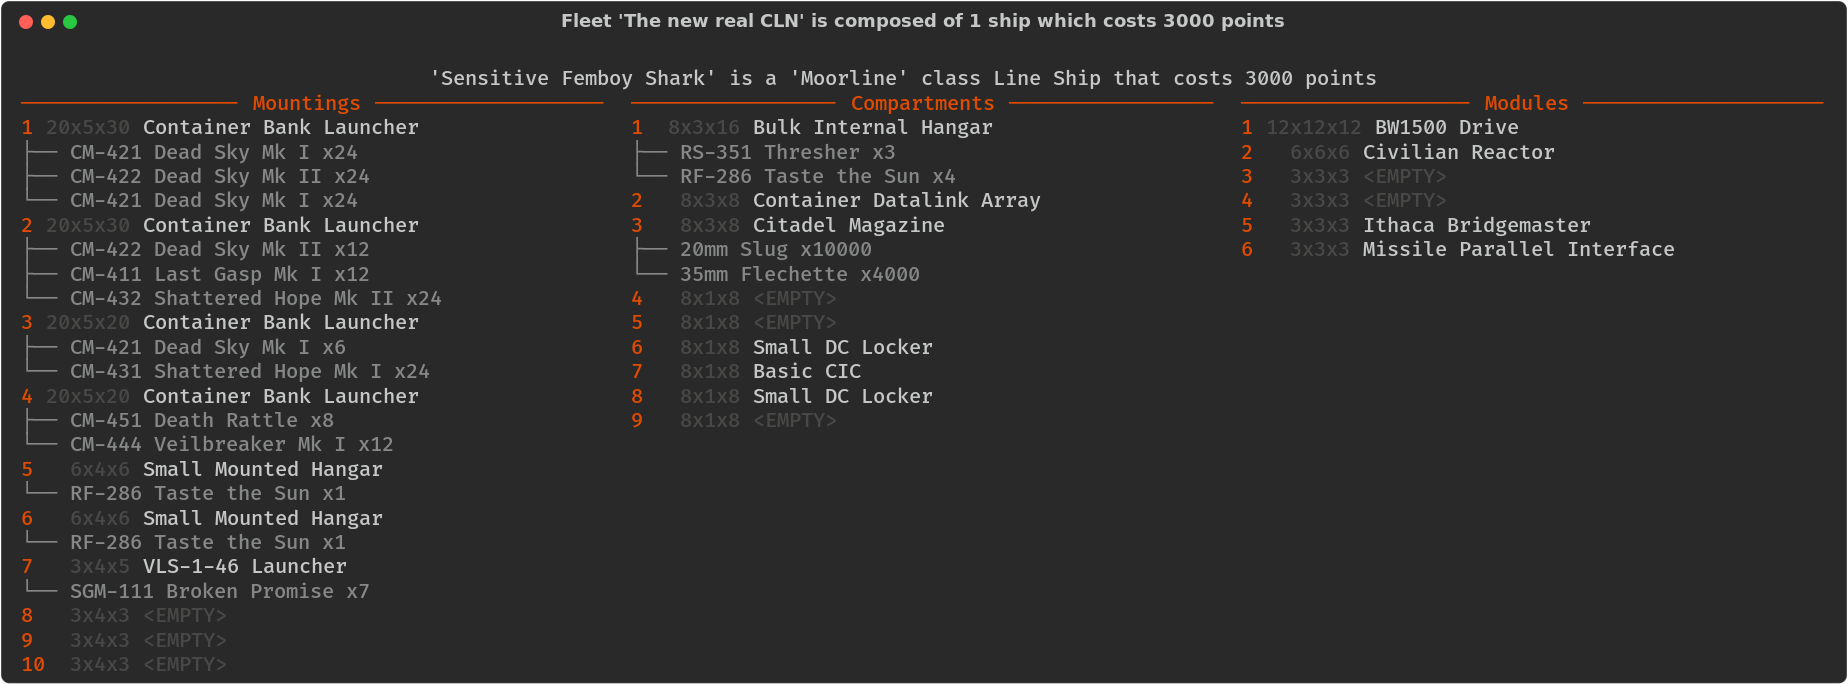 Fleet 'The new real CLN' is composed of 1 ship which costs 3000 points
'Sensitive Femboy Shark' is a 'Moorline' class Line Ship that costs 3000 points
Mountings
1 20x5x30 Container Bank Launcher
├── CM-421 Dead Sky Mk I x24
├── CM-422 Dead Sky Mk II x24
└── CM-421 Dead Sky Mk I x24
2 20x5x30 Container Bank Launcher
├── CM-422 Dead Sky Mk II x12
├── CM-411 Last Gasp Mk I x12
└── CM-432 Shattered Hope Mk II x24
3 20x5x20 Container Bank Launcher
├── CM-421 Dead Sky Mk I x6
└── CM-431 Shattered Hope Mk I x24
4 20x5x20 Container Bank Launcher
├── CM-451 Death Rattle x8
└── CM-444 Veilbreaker Mk I x12
5 6x4x6 Small Mounted Hangar
└── RF-286 Taste the Sun x1
6 6x4x6 Small Mounted Hangar
└── RF-286 Taste the Sun x1
7 3x4x5 VLS-1-46 Launcher
└── SGM-111 Broken Promise x7
8 3x4x3 <EMPTY>
9 3x4x3 <EMPTY>
10 3x4x3 <EMPTY>
Compartments
1 8x3x16 Bulk Internal Hangar
├── RS-351 Thresher x3
└── RF-286 Taste the Sun x4
2 8x3x8 Container Datalink Array
3 8x3x8 Citadel Magazine
├── 20mm Slug x10000
└── 35mm Flechette x4000
4 8x1x8 <EMPTY>
5 8x1x8 <EMPTY>
6 8x1x8 Small DC Locker
7 8x1x8 Basic CIC
8 8x1x8 Small DC Locker
9 8x1x8 <EMPTY>
Modules
1 12x12x12 BW1500 Drive
2 6x6x6 Civilian Reactor
3 3x3x3 <EMPTY>
4 3x3x3 <EMPTY>
5 3x3x3 Ithaca Bridgemaster
6 3x3x3 Missile Parallel Interface